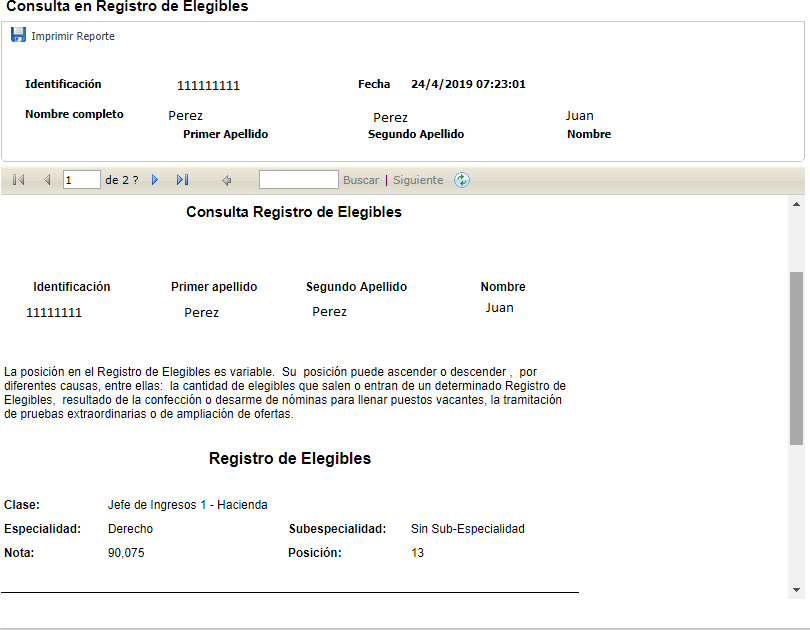 Consulta en Registro de Elegibles
Imprimir Reporte
Identificación 111111111 Fecha 24/4/2019 07:23:01
Nombre completo Perez Perez Juan
Primer Apellido Segundo Apellido Nombre
1 de 2 ? Buscar | Siguiente
Consulta Registro de Elegibles
Identificación Primer apellido Segundo Apellido Nombre
11111111 Perez Perez Juan
La posición en el Registro de Elegibles es variable. Su posición puede ascender o descender , por
diferentes causas, entre ellas: la cantidad de elegibles que salen o entran de un determinado Registro de
Elegibles, resultado de la confección o desarme de nóminas para llenar puestos vacantes, la tramitación
de pruebas extraordinarias o de ampliación de ofertas.
Registro de Elegibles
Clase: Jefe de Ingresos 1 - Hacienda
Especialidad: Derecho Subespecialidad: Sin Sub-Especialidad
Nota: 90,075 Posición: 13